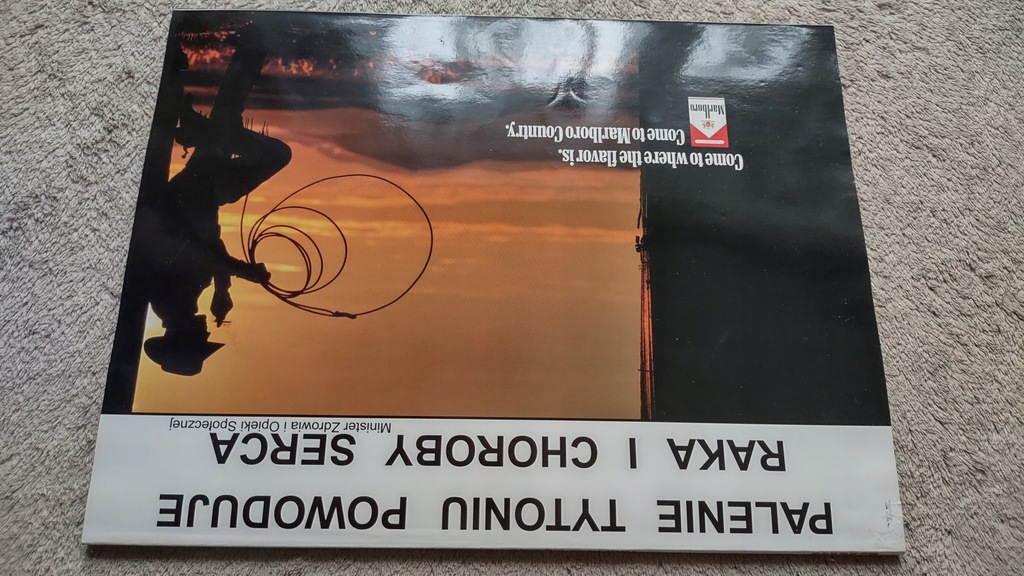 PALENIE TYTONIU POWODUJE
RAKA I CHOROBY SERCA
Minister Zdrowia i Opieki Społecznej
Come to where the flavor is.
Come to Marlboro Country.
Marlboro